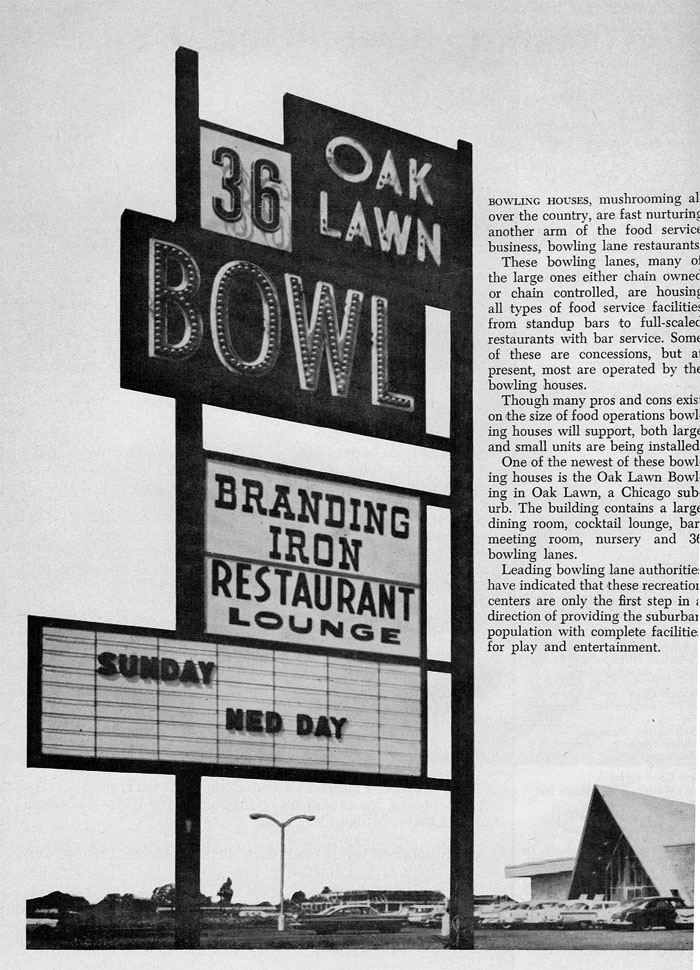 36
OAK
LAWN
BOWL
BRANDING
IRON
RESTAURANT
LOUNGE
SUNDAY
NED DAY
BOWLING HOUSES, mushrooming al
over the country, are fast nurturing
another arm of the food service
business, bowling lane restaurants
These bowling lanes, many of
the large ones either chain owned
or chain controlled, are housing
all types of food service facilities
from standup bars to full-scaled
restaurants with bar service. Some
of these are concessions, but at
present, most are operated by the
bowling houses.
Though many pros and cons exist
on the size of food operations bowl-
ing houses will support, both large
and small units are being installed
One of the newest of these bowl-
ing houses is the Oak Lawn Bowl-
ing in Oak Lawn, a Chicago sub-
urb. The building contains a large
dining room, cocktail lounge, bar
meeting room, nursery and 36
bowling lanes.
Leading bowling lane authorities
have indicated that these recreation
centers are only the first step in a
direction of providing the suburban
population with complete facilitie
for play and entertainment.